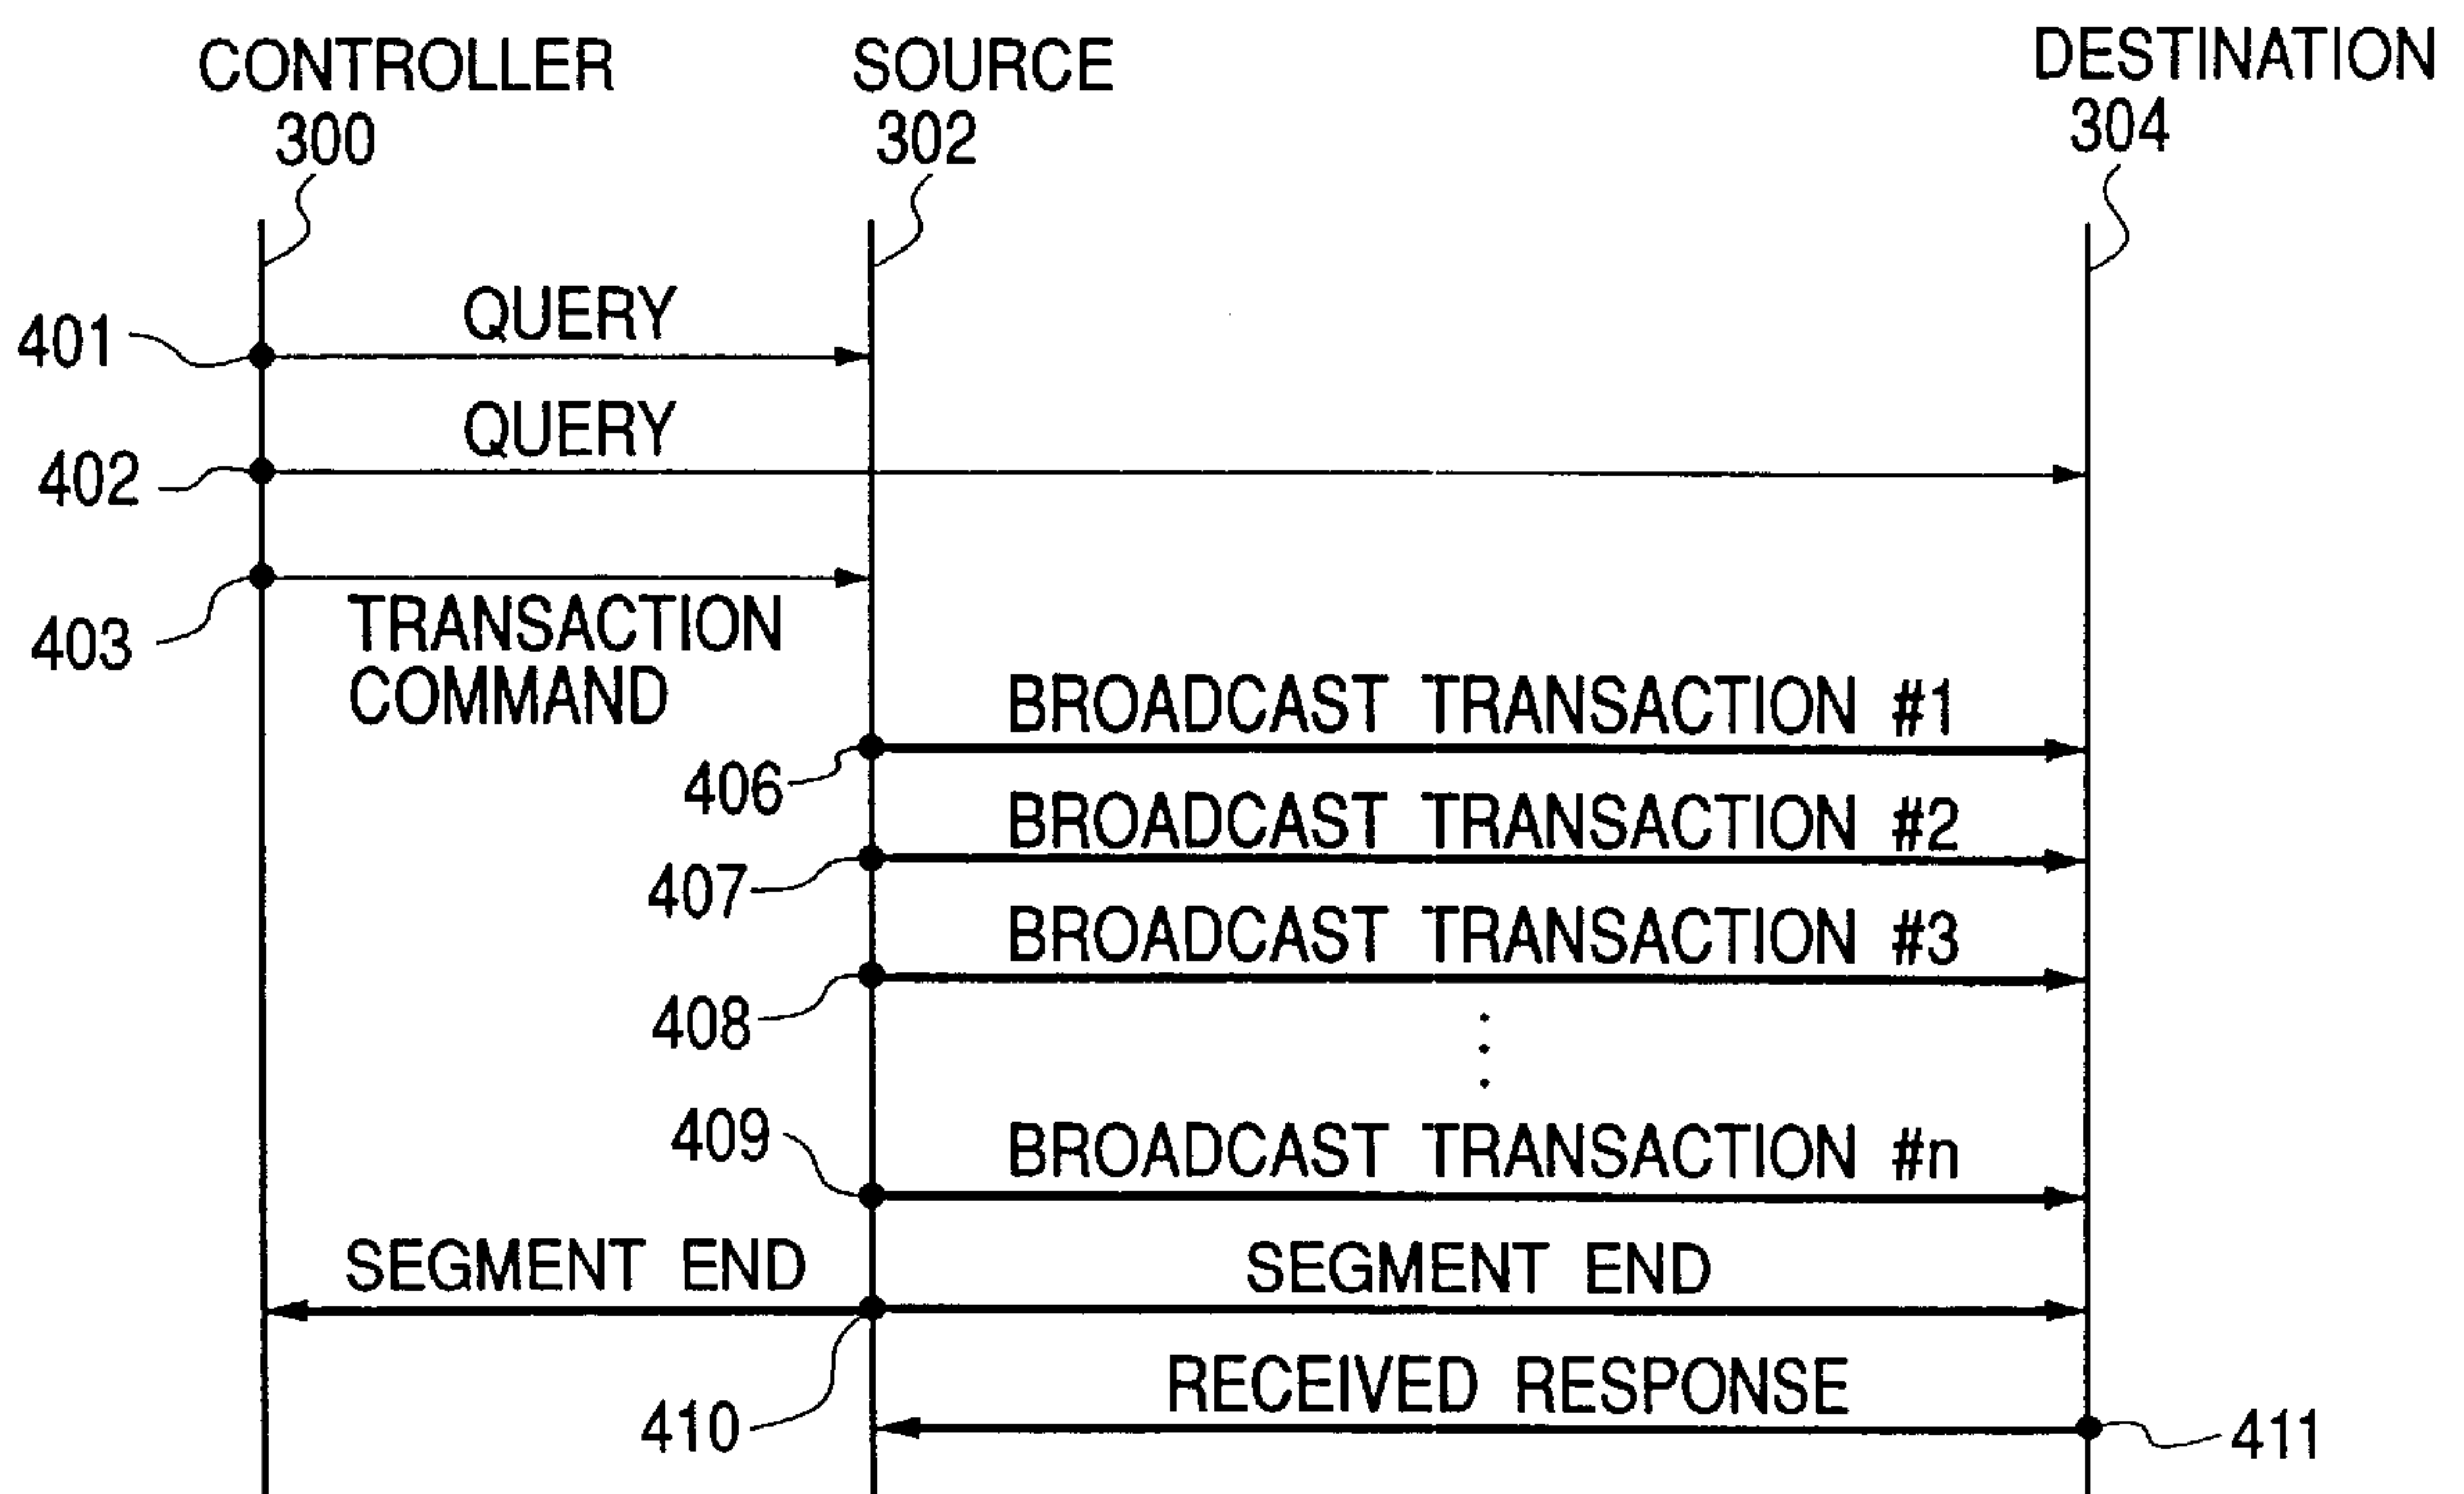 CONTROLLER
300
SOURCE
302
DESTINATION
304
401
QUERY
402
QUERY
403
TRANSACTION
COMMAND
BROADCAST TRANSACTION #1
406
BROADCAST TRANSACTION #2
407
BROADCAST TRANSACTION #3
408
409
BROADCAST TRANSACTION #n
SEGMENT END
SEGMENT END
410
RECEIVED RESPONSE
411